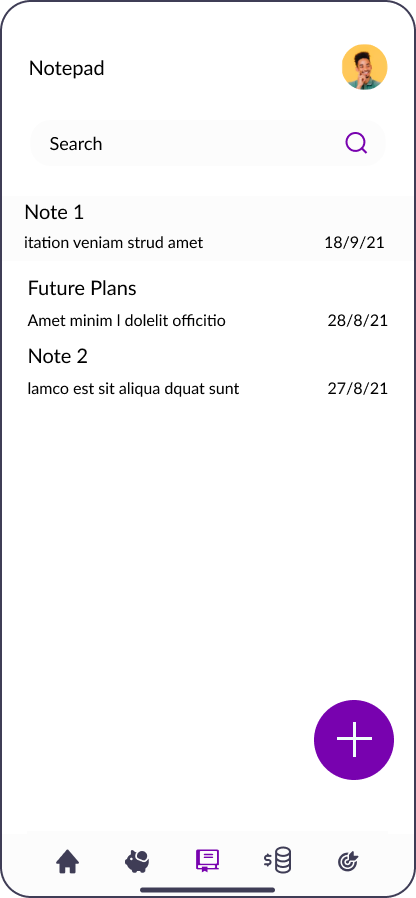 Notepad
Search
Note 1
itation veniam strud amet 18/9/21
Future Plans
Amet minim l dolelit officitio 28/8/21
Note 2
lamco est sit aliqua dquat sunt 27/8/21